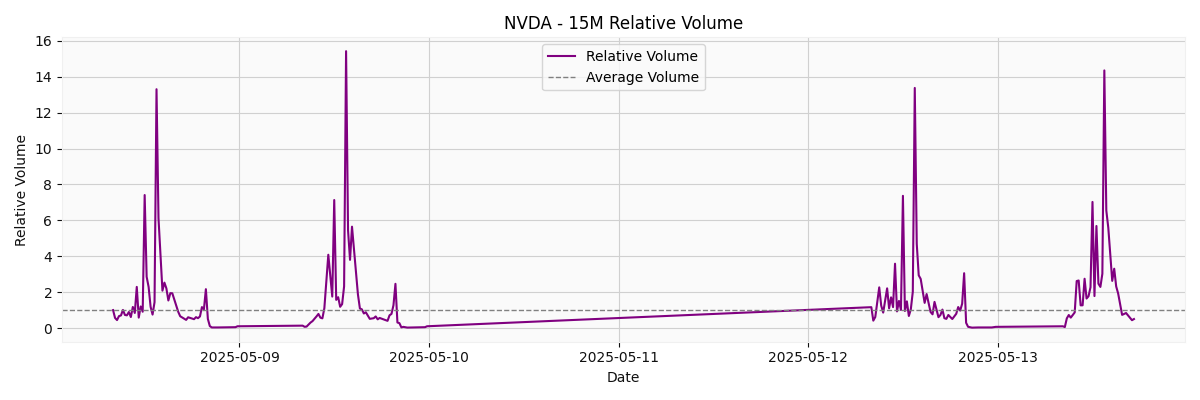 NVDA - 15M Relative Volume
Relative Volume
Average Volume
16
14
12
10
8
6
4
2
0
Relative Volume
2025-05-09
2025-05-10
2025-05-11
2025-05-12
2025-05-13
Date